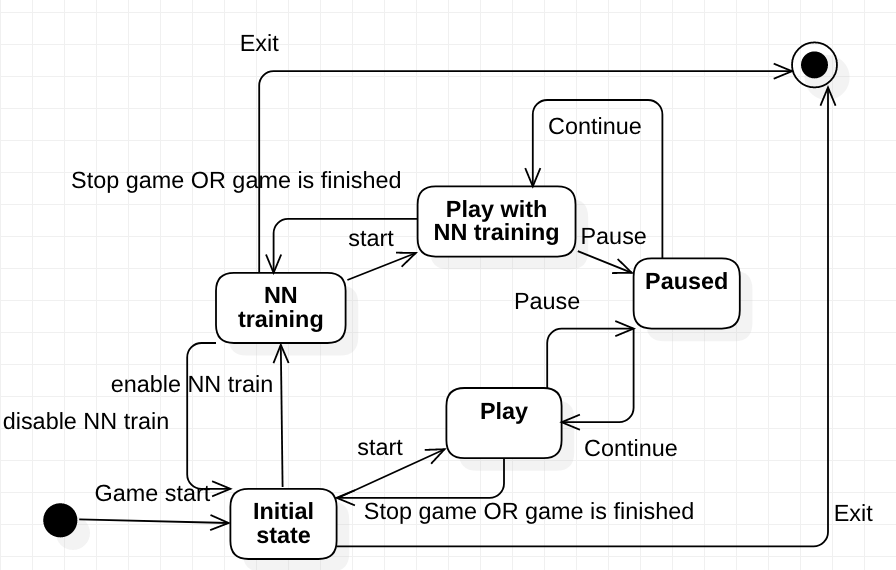 Exit
Continue
Stop game OR game is finished
Play with
NN training
start
Pause
Paused
NN
training
Pause
enable NN train
Play
disable NN train
start
Continue
Game start
Initial
state
Stop game OR game is finished
Exit